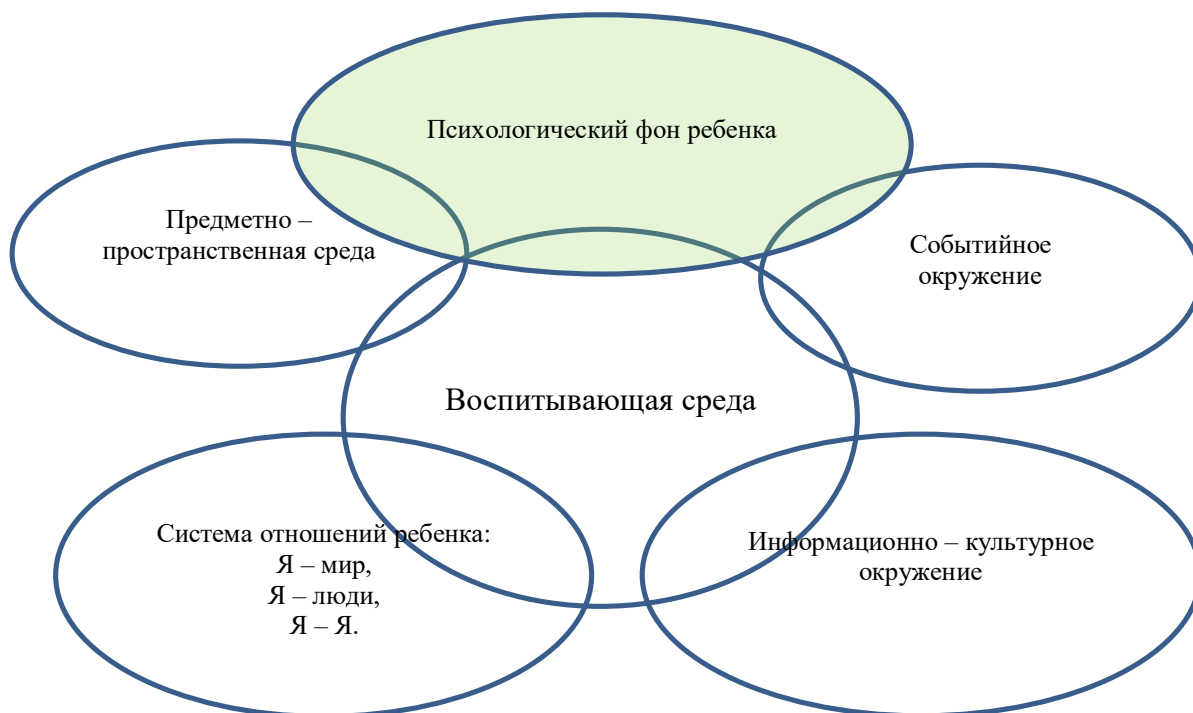 Психологический фон ребенка
Предметно –
пространственная среда
Событийное
окружение
Воспитывающая среда
Система отношений ребенка:
Я – мир,
Я – люди,
Я – Я.
Информационно – культурное
окружение